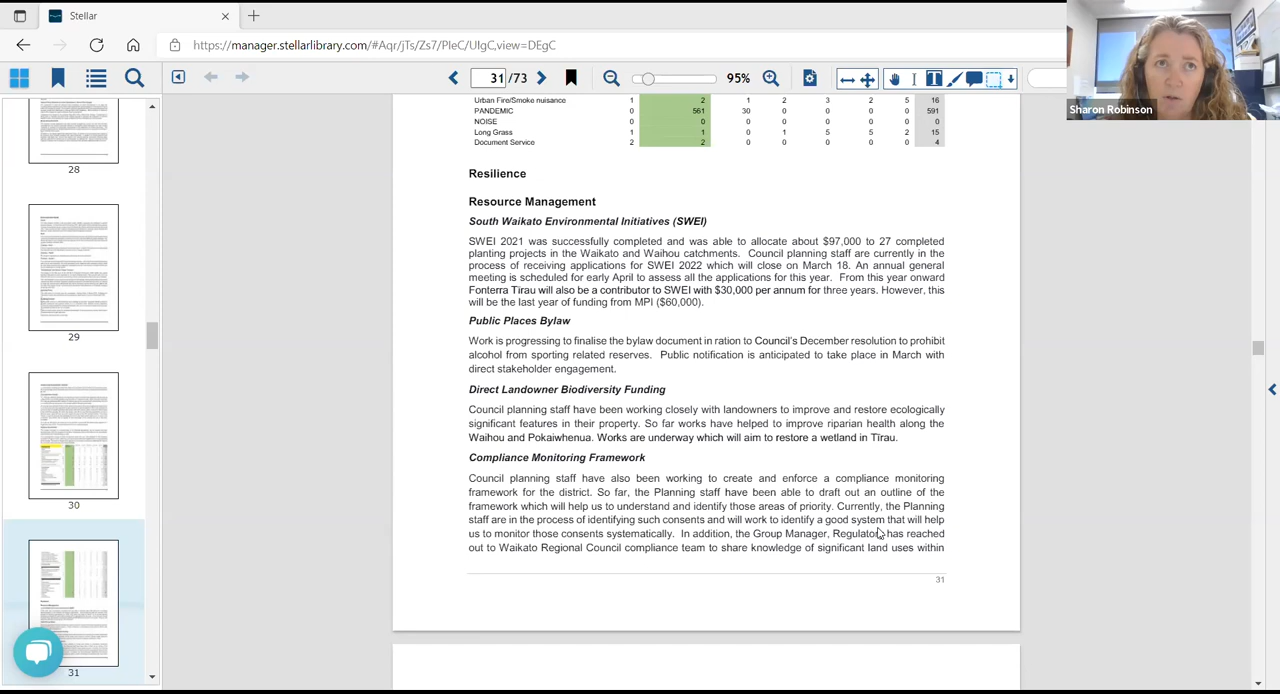 Stellar
https://manager.stellarlibrary.com/#Aqr/jTs/Zs7/PIeC/UIgC,view=DEgC
31 /73
95%
Sharon Robinson
28
29
30
31
Urban Fire/Smoke nuisance 1 2 2 2 3 2 5 16
PANDEMIC 0 561 30 0 0 0 0 591
NOISE 0 0 0 0 0 0 0 0
Long Grass 1 1 0 1 5 5 2 15
Document Service 2 2 0 0 0 0 0 4
Resilience
Resource Management
South Waikato Environmental Initiatives (SWEI)
SWEI 2021 was successfully completed and was able to allocate about $97,000 to 27 completed
planting projects in the Waikato and Waihou catchments. Council planning staff are currently in the
process of receiving applications for SWEI 2022 which will close on March 18. An annual general
meeting is scheduled for early April to assess all the applications for this year. From this year onward
Fonterra Tirau will also be a contributor to SWEI with $30,000 per annum for three years. However, this
will be the last year of funding from MPI ($60,000).
Public Places Bylaw
Work is progressing to finalise the bylaw document in ration to Council's December resolution to prohibit
alcohol from sporting related reserves. Public notification is anticipated to take place in March with
direct stakeholder engagement.
Direct Landowner Biodiversity Funding
Council planning staff have been working closely with landowners to improve and restore ecologically
significant features in their property. So far works have helped to improve riparian health along the
Waihou and Pokaiwhenua. Works are underway which will aim to restore a wetland in Tīrau.
Compliance Monitoring Framework
Council planning staff have also been working to create and enforce a compliance monitoring
framework for the district. So far, the Planning staff have been able to draft out an outline of the
framework which will help us to understand and identify those areas of priority. Currently, the Planning
staff are in the process of identifying such consents and will work to identify a good system that will help
us to monitor those consents systematically. In addition, the Group Manager, Regulatory has reached
out to Waikato Regional Council compliance team to share knowledge of significant land uses within
31